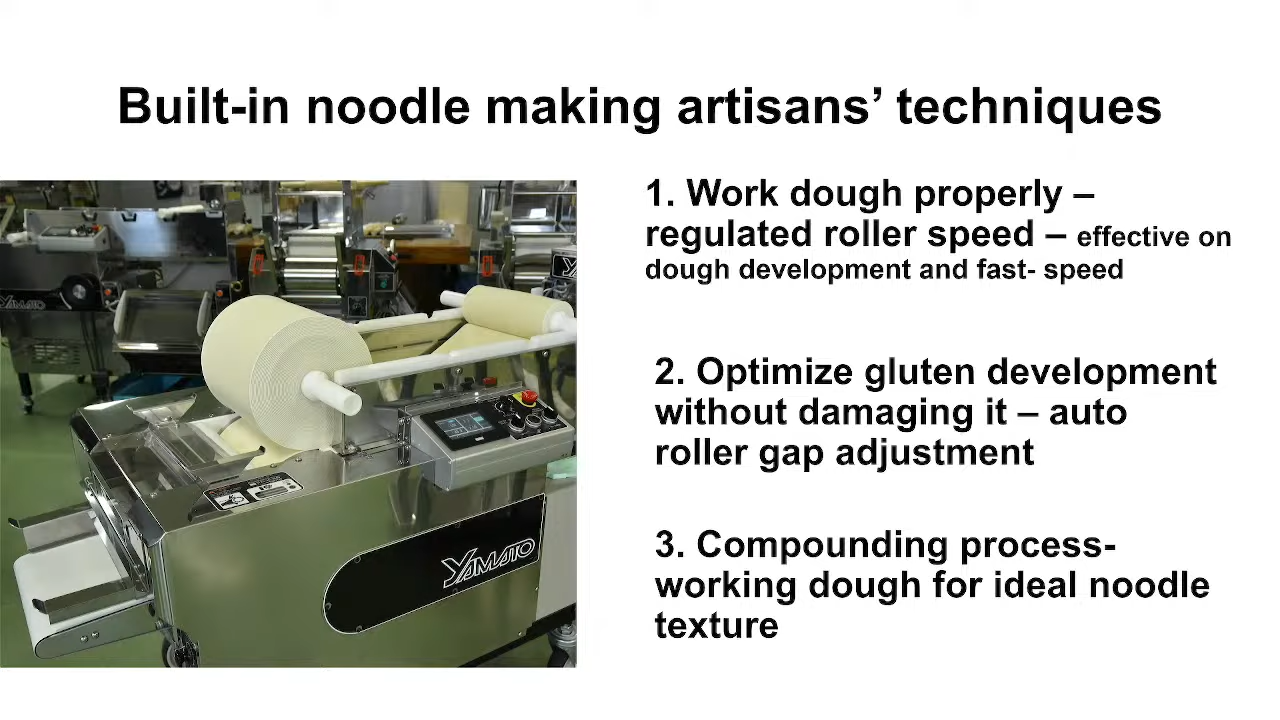 Built-in noodle making artisans’ techniques
1. Work dough properly –
regulated roller speed – effective on
dough development and fast- speed
2. Optimize gluten development
without damaging it – auto
roller gap adjustment
3. Compounding process-
working dough for ideal noodle
texture
YAMATO
YAMATO